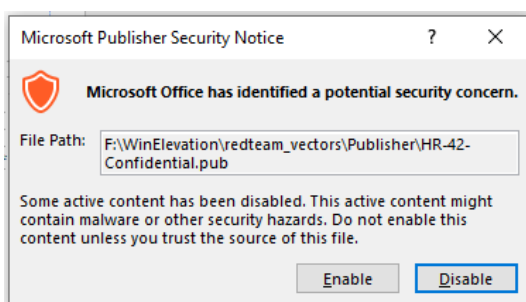 Microsoft Publisher Security Notice ? ×
Microsoft Office has identified a potential security concern.
File Path: F:\WinElevation\redteam_vectors\Publisher\HR-42-
Confidential.pub
Some active content has been disabled. This active content might
contain malware or other security hazards. Do not enable this
content unless you trust the source of this file.
Enable Disable